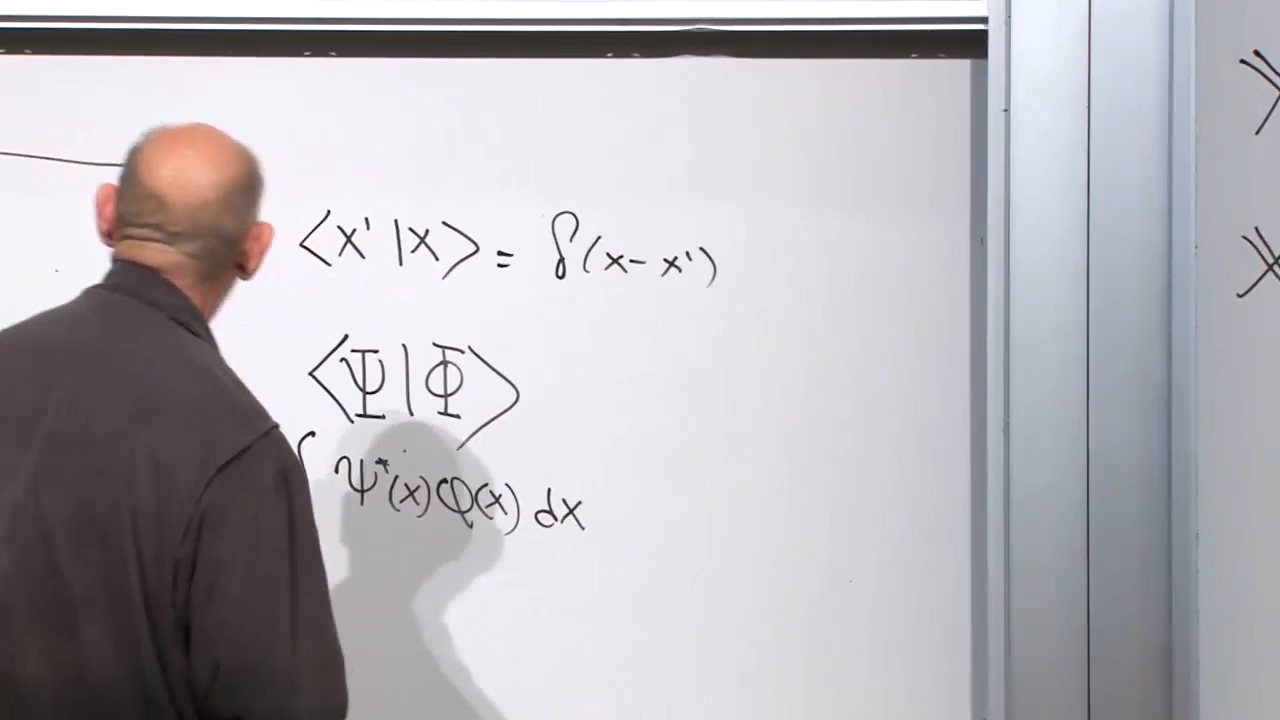 ⟨x'|x⟩ = δ(x-x')
⟨Ψ|Φ⟩
∫ψ*(x)φ(x) dx